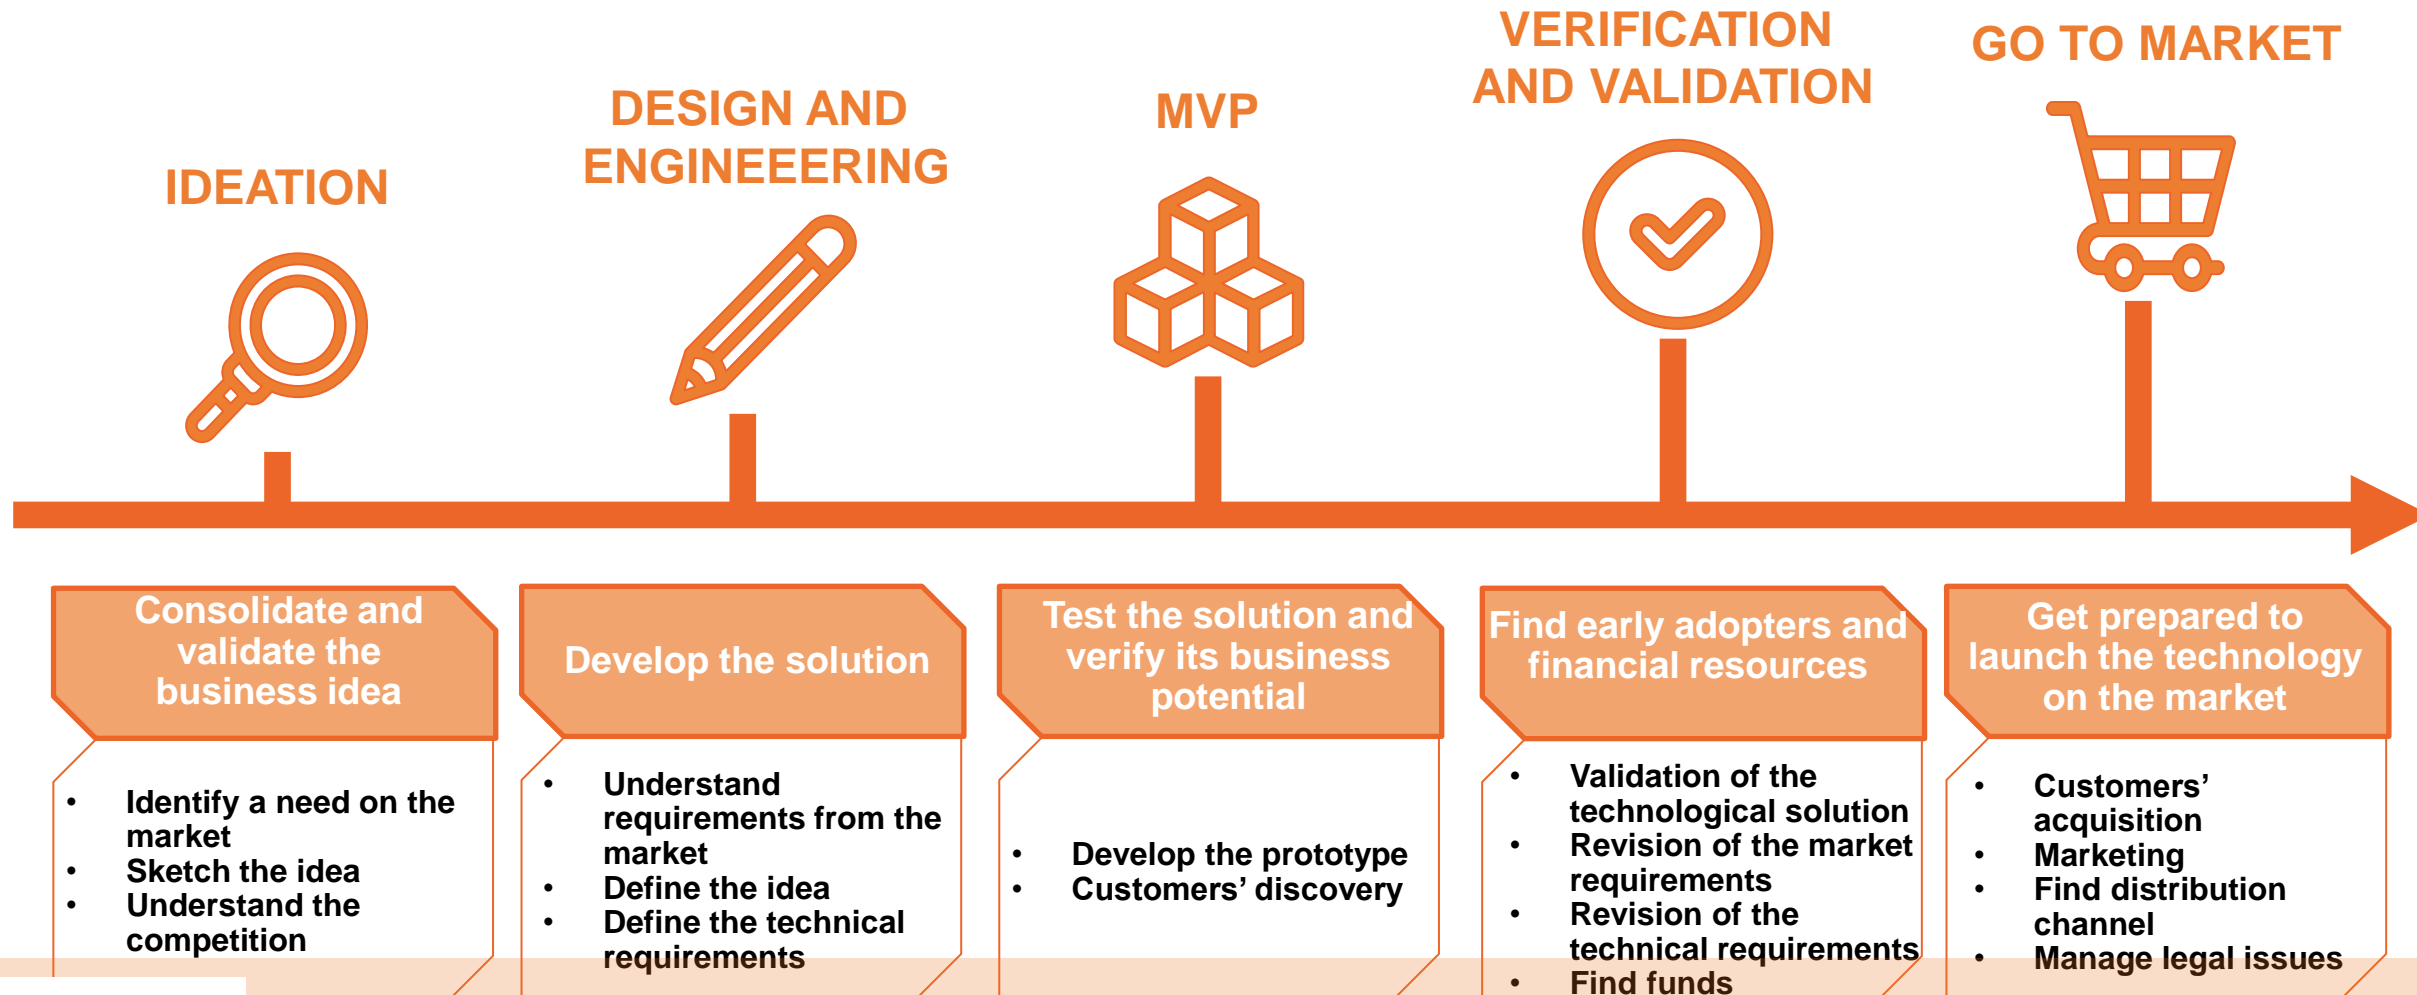 IDEATION
DESIGN AND
ENGINEEERING
MVP
VERIFICATION
AND VALIDATION
GO TO MARKET
Consolidate and
validate the
business idea
• Identify a need on the
market
• Sketch the idea
• Understand the
competition
Develop the solution
• Understand
requirements from the
market
• Define the idea
• Define the technical
requirements
Test the solution and
verify its business
potential
• Develop the prototype
• Customers’ discovery
Find early adopters and
financial resources
• Validation of the
technological solution
• Revision of the market
requirements
• Revision of the
technical requirements
• Find funds
Get prepared to
launch the technology
on the market
• Customers’
acquisition
• Marketing
• Find distribution
channel
• Manage legal issues